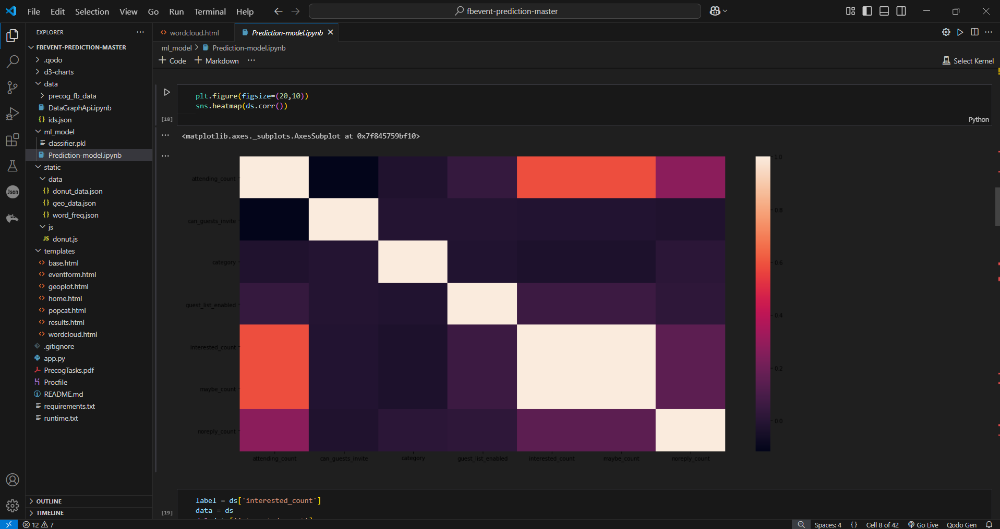 File Edit Selection View Go Run Terminal Help
fbevent-prediction-master
EXPLORER
FBEVENT-PREDICTION-MASTER
.qodo
d3-charts
data
precog_fb_data
DataGraphApi.ipynb
ids.json
ml_model
classifier.pkl
Prediction-model.ipynb
static
data
donut_data.json
geo_data.json
word_freq.json
js
JS donut.js
templates
base.html
eventform.html
geoplot.html
home.html
popcat.html
results.html
wordcloud.html
.gitignore
app.py
PrecogTasks.pdf
Procfile
README.md
requirements.txt
runtime.txt
OUTLINE
TIMELINE
Json
wordcloud.html
Prediction-model.ipynb
ml_model > Prediction-model.ipynb
+ Code + Markdown ...
Select Kernel
plt.figure(figsize=(20,10))
sns.heatmap(ds.corr())
[18]
Python
<matplotlib.axes._subplots.AxesSubplot at 0x7f845759bf10>
attending_count
can_guests_invite
category
guest_list_enabled
interested_count
maybe_count
noreply_count
attending_count can_guests_invite category guest_list_enabled interested_count maybe_count noreply_count
1.0
0.8
0.6
0.4
0.2
0.0
label = ds['interested_count']
data = ds
[19]
12 7
Spaces: 4 {} Cell 8 of 42 Go Live Qodo Gen